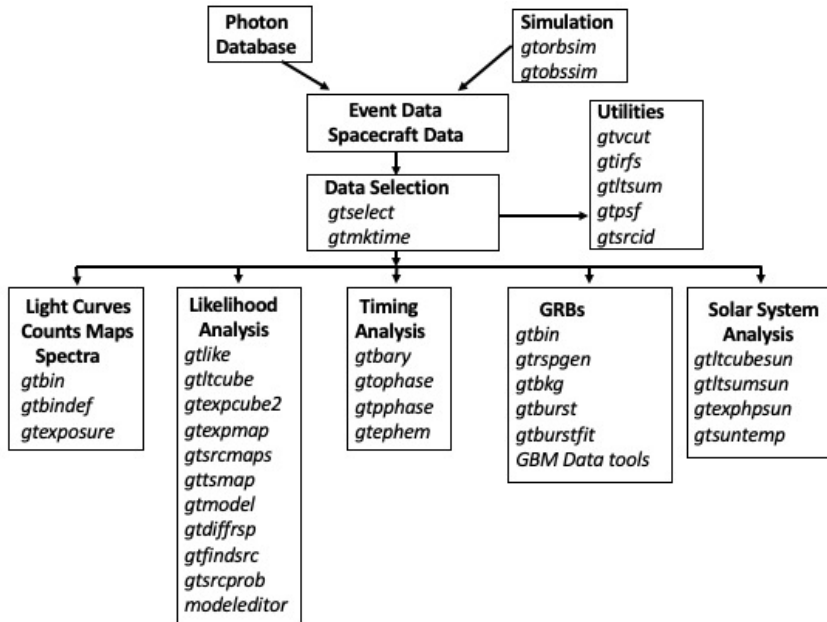 Photon
Database
Simulation
gtorbsim
gtobssim
Event Data
Spacecraft Data
Utilities
gtvcut
gtirfs
gtltsum
gtpsf
gtsrcid
Data Selection
gtselect
gtmktime
Light Curves
Counts Maps
Spectra
gtbin
gtbindef
gtexposure
Likelihood
Analysis
gtlike
gtltcube
gtexpcube2
gtexpmap
gtsrcmaps
gttsmap
gtmodel
gtdiffrsp
gtfindsrc
gtsrcprob
modeleditor
Timing
Analysis
gtbary
gtophase
gtpphase
gtephem
GRBs
gtbin
gtrspgen
gtbkg
gtburst
gtburstfit
GBM Data tools
Solar System
Analysis
gtltcubesun
gtltsumsun
gtexphpsun
gtsuntemp